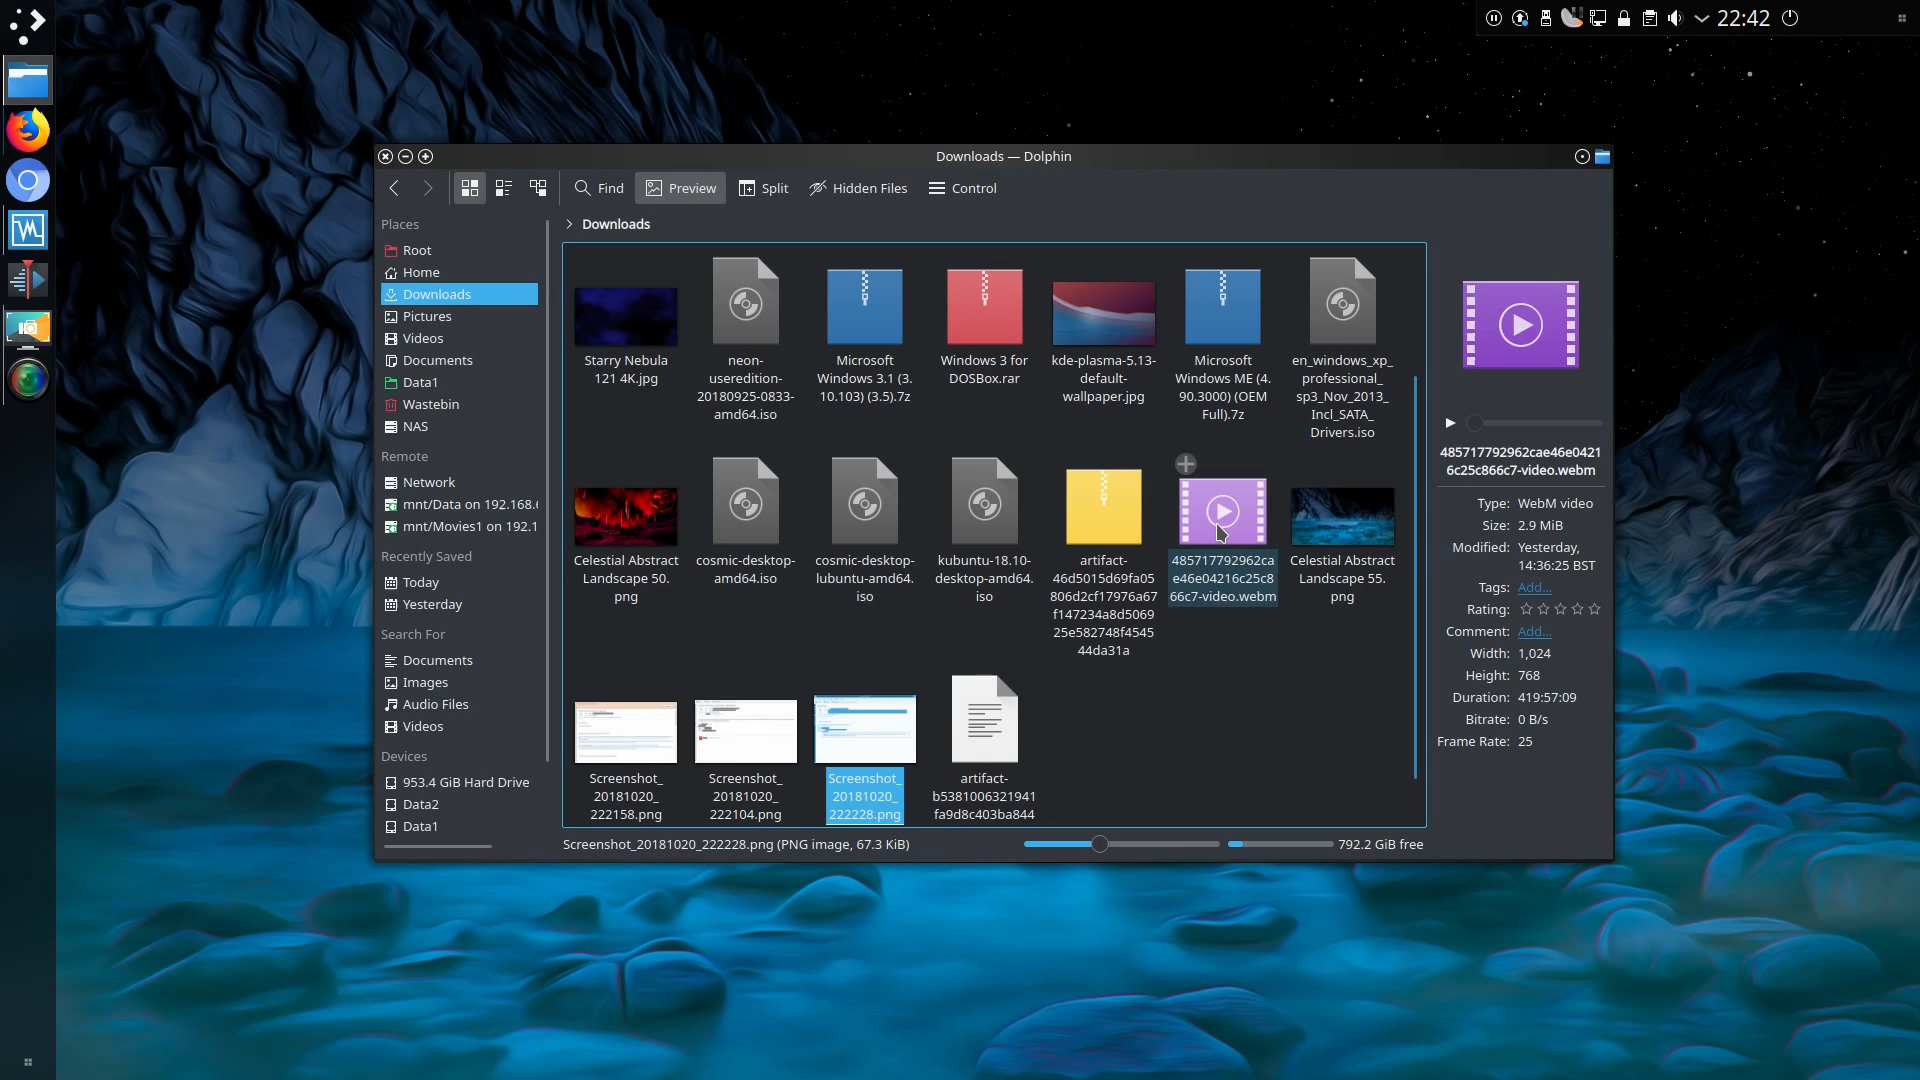 22:42
Downloads — Dolphin
Find
Preview
Split
Hidden Files
Control
Places
Root
Home
Downloads
Pictures
Videos
Documents
Data1
Wastebin
NAS
Remote
Network
mnt/Data on 192.168.
mnt/Movies1 on 192.1
Recently Saved
Today
Yesterday
Search For
Documents
Images
Audio Files
Videos
Devices
953.4 GiB Hard Drive
Data2
Data1
Downloads
Starry Nebula
121 4K.jpg
neon-
useredition-
20180925-0833-
amd64.iso
Microsoft
Windows 3.1 (3.
10.103) (3.5).7z
Windows 3 for
DOSBox.rar
kde-plasma-5.13-
default-
wallpaper.jpg
Microsoft
Windows ME (4.
90.3000) (OEM
Full).7z
en_windows_xp_
professional_
sp3_Nov_2013_
Incl_SATA_
Drivers.iso
Celestial Abstract
Landscape 50.
png
cosmic-desktop-
amd64.iso
cosmic-desktop-
lubuntu-amd64.
iso
kubuntu-18.10-
desktop-amd64.
iso
artifact-
46d5015d69fa05
806d2cf17976a67
f147234a8d5069
25e582748f4545
44da31a
485717792962ca
e46e04216c25c8
66c7-video.webm
Celestial Abstract
Landscape 55.
png
Screenshot_
20181020_
222158.png
Screenshot_
20181020_
222104.png
Screenshot_
20181020_
222228.png
artifact-
b5381006321941
fa9d8c403ba844
Screenshot_20181020_222228.png (PNG image, 67.3 KiB)
792.2 GiB free
485717792962cae46e0421
6c25c866c7-video.webm
Type: WebM video
Size: 2.9 MiB
Modified: Yesterday,
14:36:25 BST
Tags: Add...
Rating:
Comment: Add...
Width: 1,024
Height: 768
Duration: 419:57:09
Bitrate: 0 B/s
Frame Rate: 25